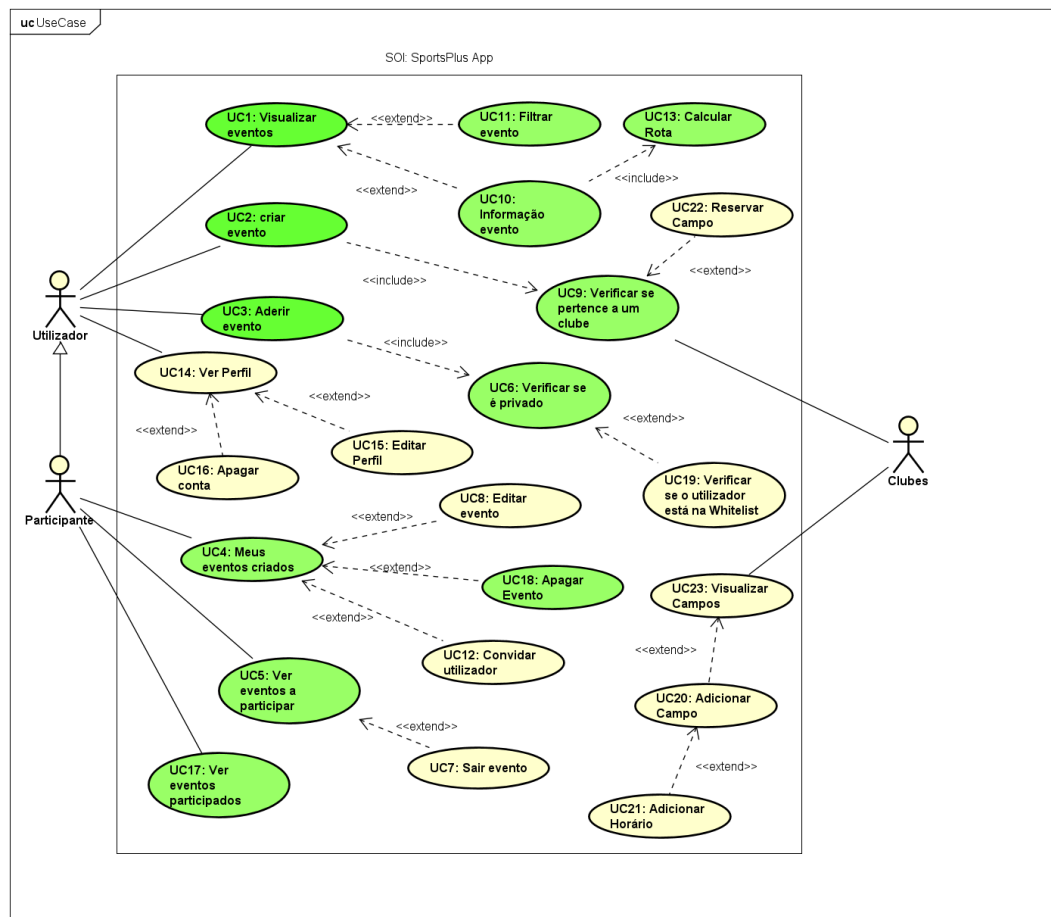 uc UseCase
SOI: SportsPlus App
UC1: Visualizar
eventos
<<extend>>
UC11: Filtrar
evento
UC13: Calcular
Rota
<<extend>>
<<include>>
UC10:
Informação
evento
UC22: Reservar
Campo
UC2: criar
evento
<<include>>
<<extend>>
UC9: Verificar se
pertence a um
clube
Utilizador
UC3: Aderir
evento
<<include>>
UC14: Ver Perfil
UC6: Verificar se
é privado
<<extend>>
<<extend>>
<<extend>>
UC15: Editar
Perfil
UC16: Apagar
conta
UC19: Verificar
se o utilizador
está na Whitelist
Clubes
Participante
UC8: Editar
evento
<<extend>>
UC4: Meus
eventos criados
<<extend>>
UC18: Apagar
Evento
UC23: Visualizar
Campos
<<extend>>
<<extend>>
UC12: Convidar
utilizador
UC5: Ver
eventos a
participar
UC20: Adicionar
Campo
<<extend>>
UC7: Sair evento
<<extend>>
UC17: Ver
eventos
participados
UC21: Adicionar
Horário